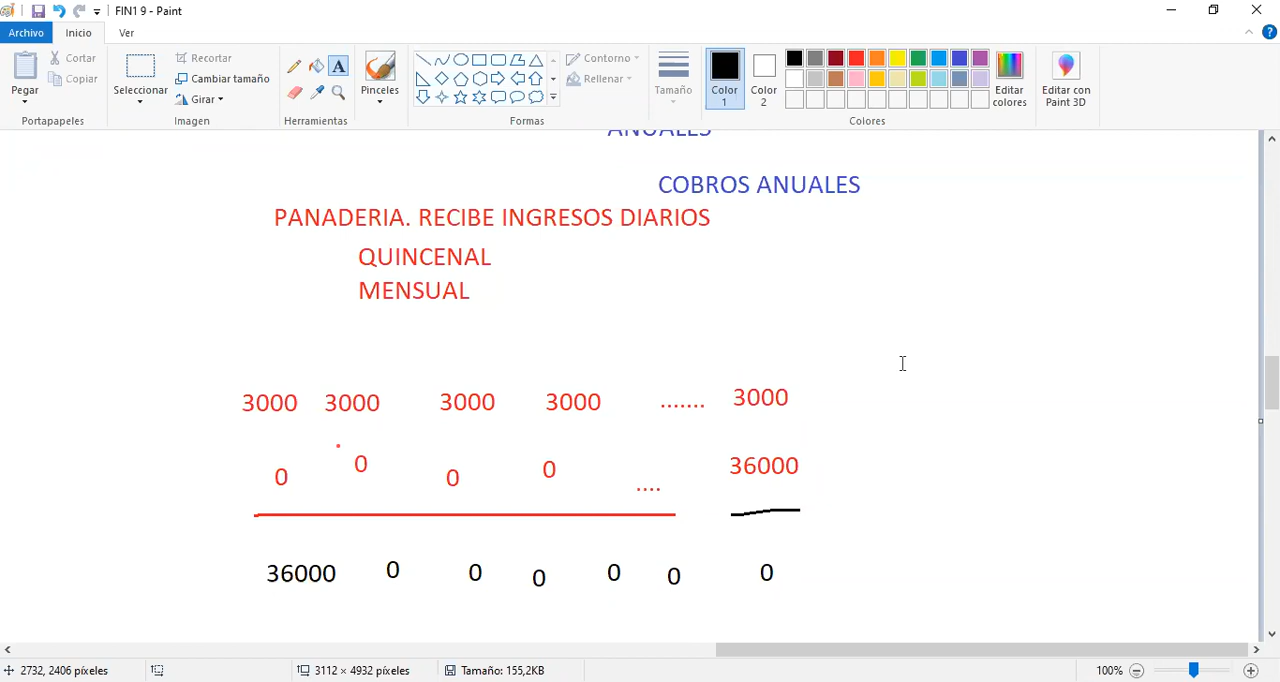 FIN1 9 - Paint
Archivo Inicio Ver
Pegar
Cortar
Copiar
Portapapeles
Seleccionar
Recortar
Cambiar tamaño
Girar
Imagen
A
Herramientas
Pinceles
Contorno
Rellenar
Formas
Tamaño
Color 1
Color 2
Editar colores
Editar con Paint 3D
Colores
ANUALES
COBROS ANUALES
PANADERIA. RECIBE INGRESOS DIARIOS
QUINCENAL
MENSUAL
3000 3000 3000 3000 ....... 3000
0 0 0 0 .... 36000
36000 0 0 0 0 0 0
2732, 2406 píxeles 3112 × 4932 píxeles Tamaño: 155,2KB 100%